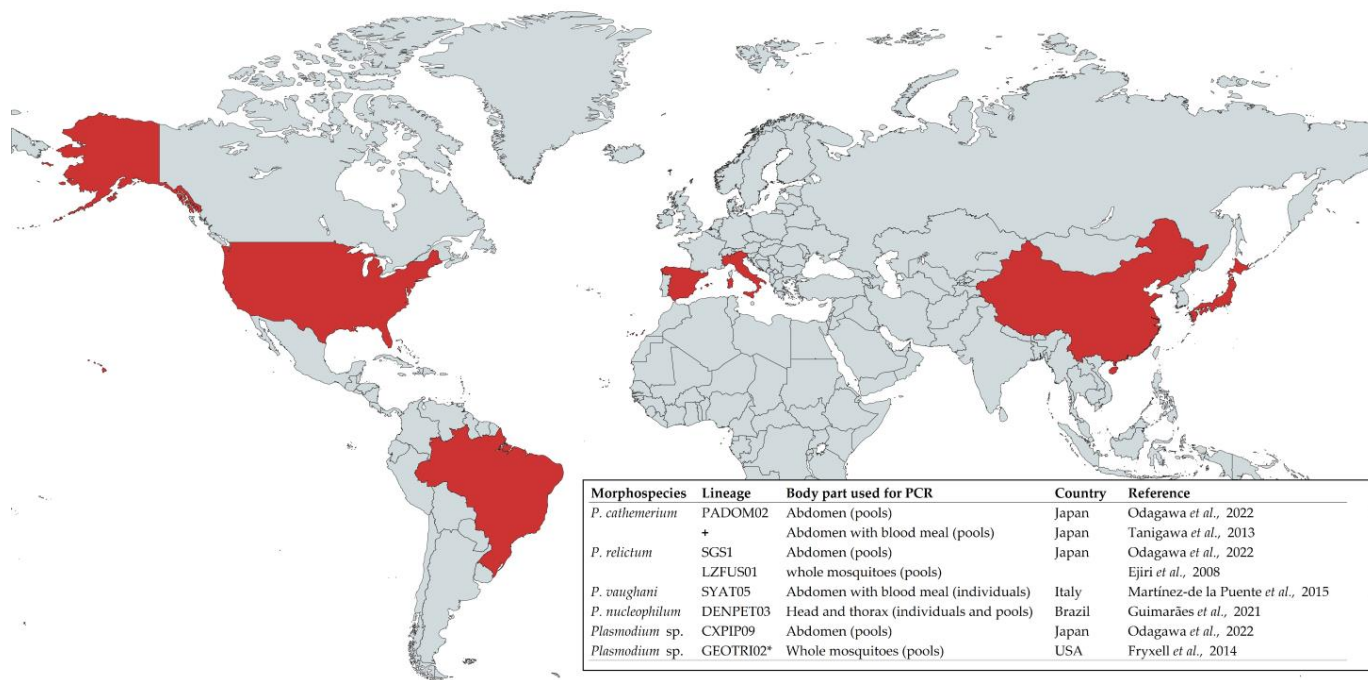 Morphospecies Lineage Body part used for PCR Country Reference
P. cathemerium PADOM02 Abdomen (pools) Japan Odagawa et al., 2022
+ Abdomen with blood meal (pools) Japan Tanigawa et al., 2013
P. relictum SGS1 Abdomen (pools) Japan Odagawa et al., 2022
LZFUS01 whole mosquitoes (pools) Ejiri et al., 2008
P. vaughani SYAT05 Abdomen with blood meal (individuals) Italy Martínez-de la Puente et al., 2015
P. nucleophilum DENPET03 Head and thorax (individuals and pools) Brazil Guimarães et al., 2021
Plasmodium sp. CXPIP09 Abdomen (pools) Japan Odagawa et al., 2022
Plasmodium sp. GEOTRI02* Whole mosquitoes (pools) USA Fryxell et al., 2014